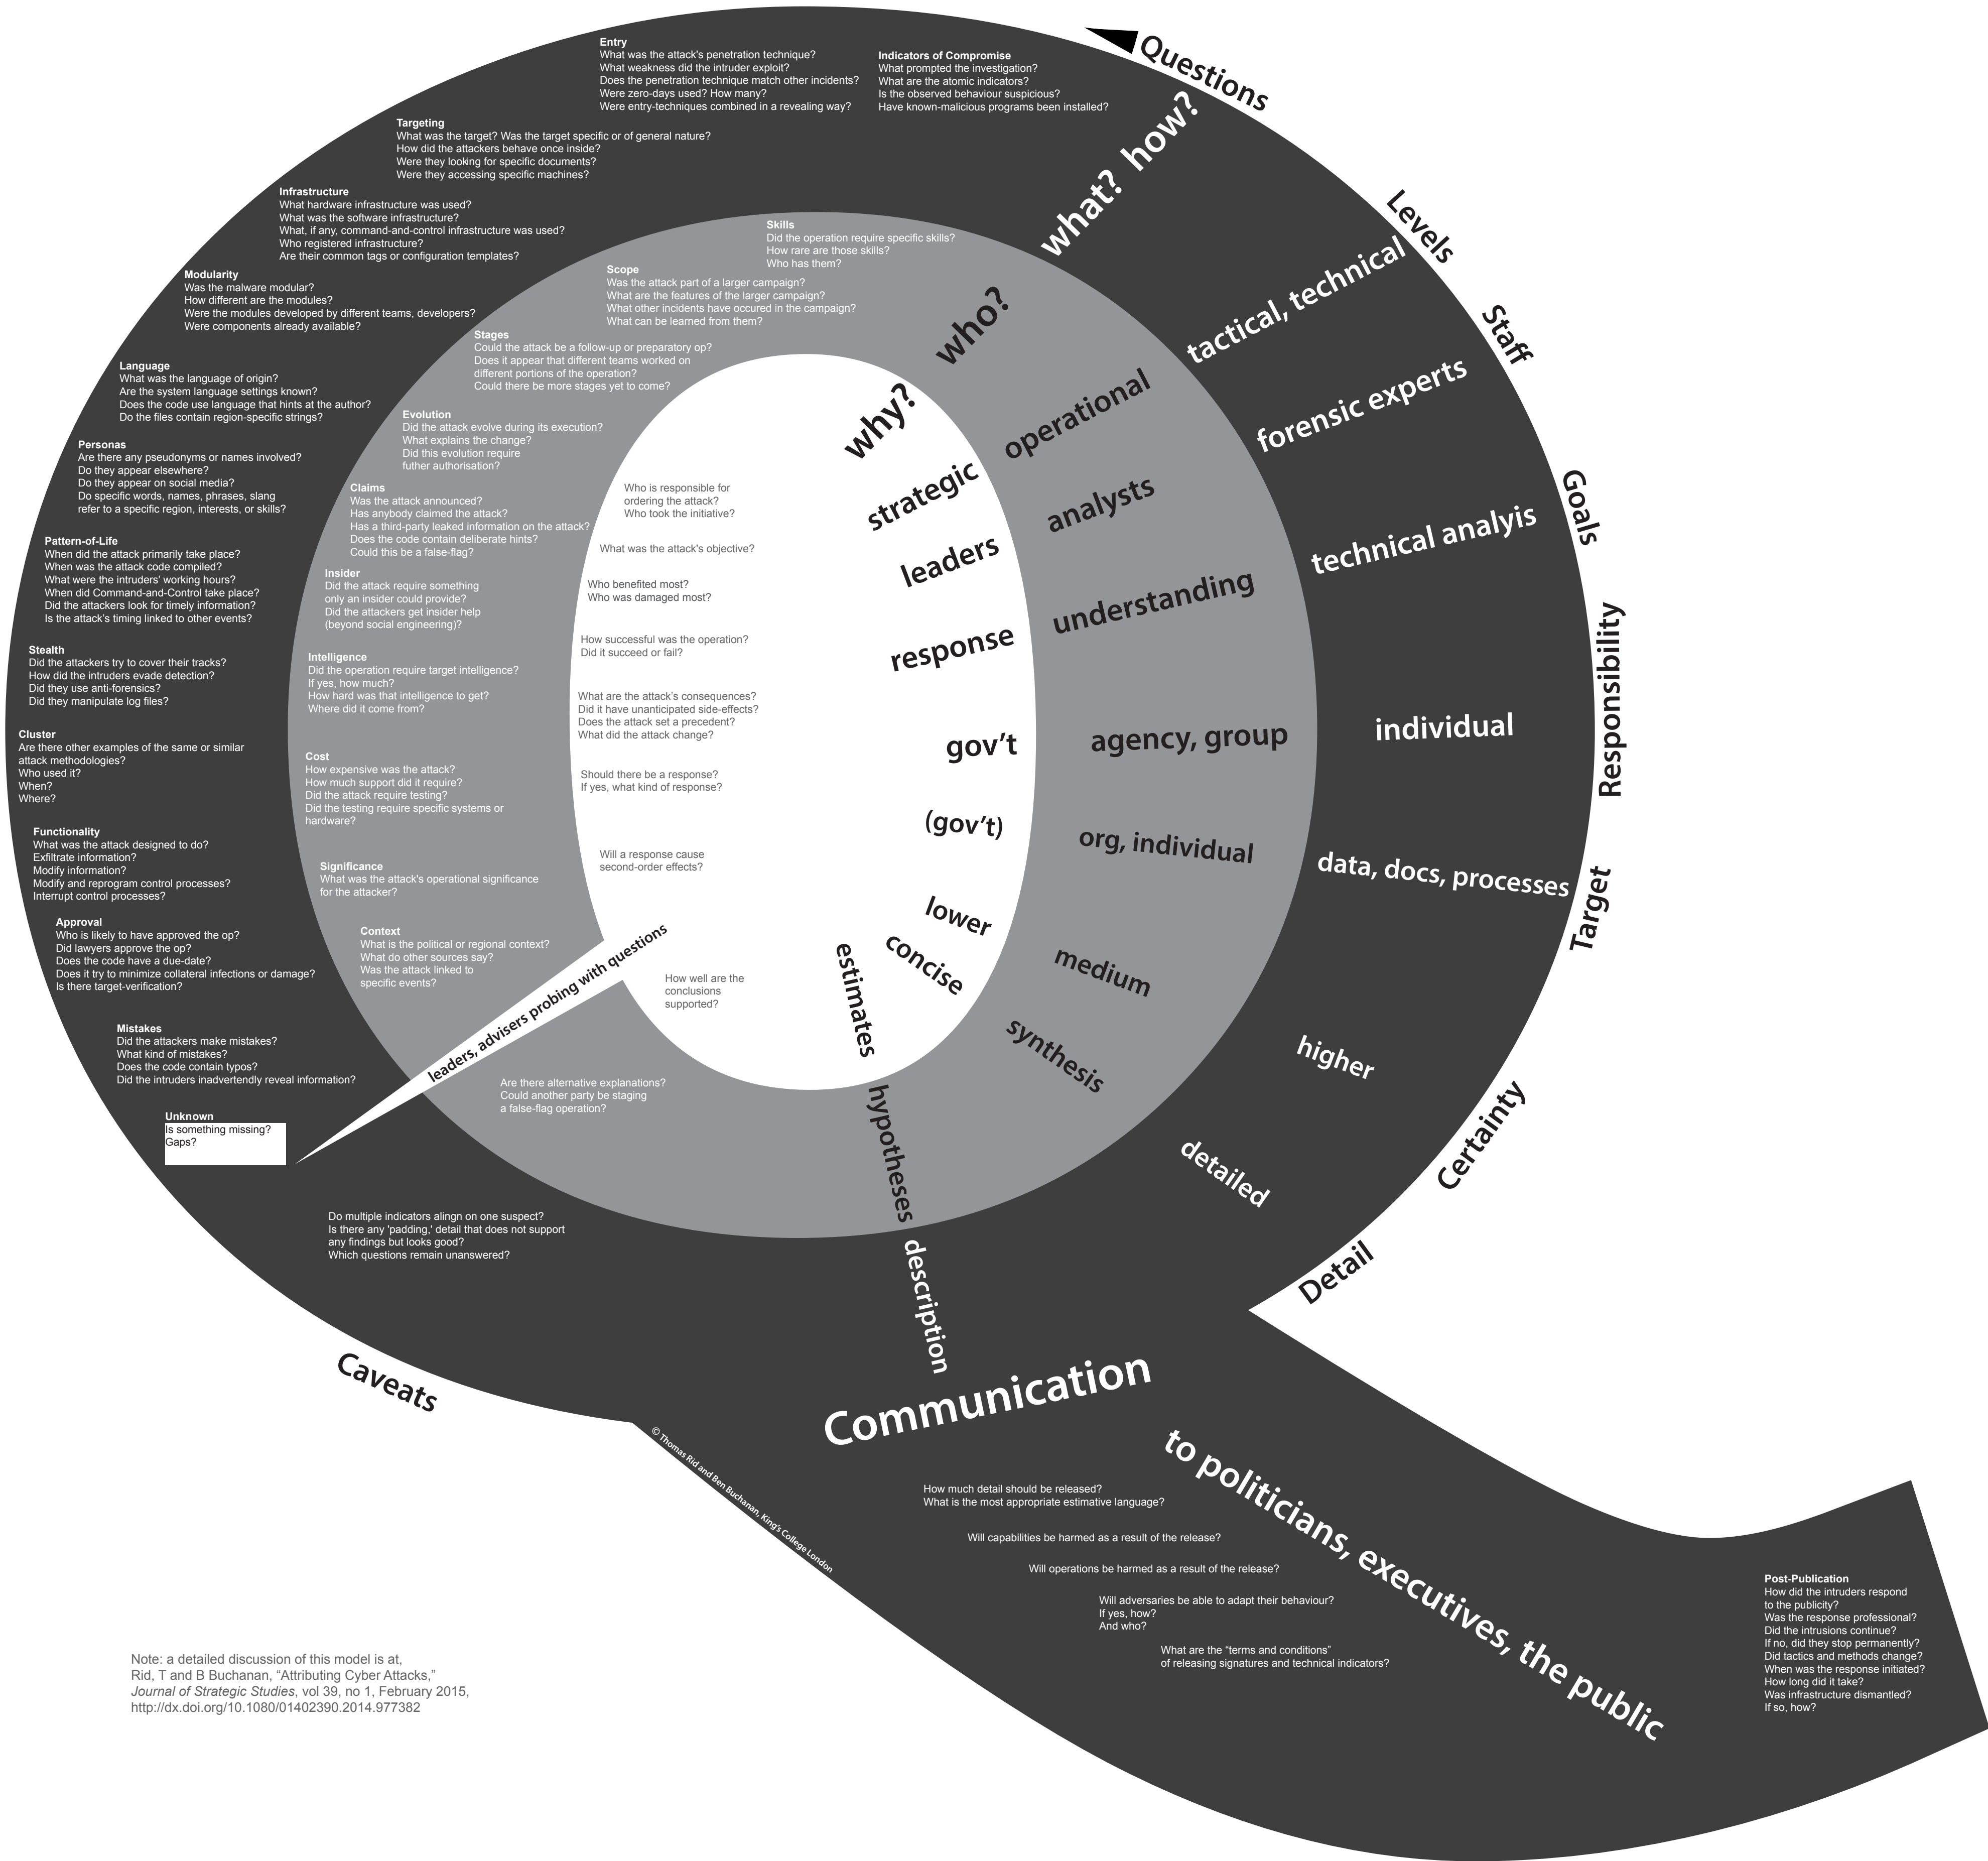 Questions
Levels
Staff
Goals
Responsibility
Target
Certainty
Detail
Caveats
what? how?
tactical, technical
forensic experts
technical analyis
individual
data, docs, processes
higher
detailed
description
who?
operational
analysts
understanding
agency, group
org, individual
medium
synthesis
hypotheses
why?
strategic
leaders
response
gov't
(gov't)
lower
concise
estimates
Indicators of Compromise
What prompted the investigation?
What are the atomic indicators?
Is the observed behaviour suspicious?
Have known-malicious programs been installed?
Entry
What was the attack's penetration technique?
What weakness did the intruder exploit?
Does the penetration technique match other incidents?
Were zero-days used? How many?
Were entry-techniques combined in a revealing way?
Targeting
What was the target? Was the target specific or of general nature?
How did the attackers behave once inside?
Were they looking for specific documents?
Were they accessing specific machines?
Infrastructure
What hardware infrastructure was used?
What was the software infrastructure?
What, if any, command-and-control infrastructure was used?
Who registered infrastructure?
Are their common tags or configuration templates?
Modularity
Was the malware modular?
How different are the modules?
Were the modules developed by different teams, developers?
Were components already available?
Language
What was the language of origin?
Are the system language settings known?
Does the code use language that hints at the author?
Do the files contain region-specific strings?
Personas
Are there any pseudonyms or names involved?
Do they appear elsewhere?
Do they appear on social media?
Do specific words, names, phrases, slang
refer to a specific region, interests, or skills?
Pattern-of-Life
When did the attack primarily take place?
When was the attack code compiled?
What were the intruders' working hours?
When did Command-and-Control take place?
Did the attackers look for timely information?
Is the attack's timing linked to other events?
Stealth
Did the attackers try to cover their tracks?
How did the intruders evade detection?
Did they use anti-forensics?
Did they manipulate log files?
Cluster
Are there other examples of the same or similar
attack methodologies?
Who used it?
When?
Where?
Functionality
What was the attack designed to do?
Exfiltrate information?
Modify information?
Modify and reprogram control processes?
Interrupt control processes?
Approval
Who is likely to have approved the op?
Did lawyers approve the op?
Does the code have a due-date?
Does it try to minimize collateral infections or damage?
Is there target-verification?
Mistakes
Did the attackers make mistakes?
What kind of mistakes?
Does the code contain typos?
Did the intruders inadvertendly reveal information?
Unknown
Is something missing?
Gaps?
Do multiple indicators alingn on one suspect?
Is there any 'padding,' detail that does not support
any findings but looks good?
Which questions remain unanswered?
Skills
Did the operation require specific skills?
How rare are those skills?
Who has them?
Scope
Was the attack part of a larger campaign?
What are the features of the larger campaign?
What other incidents have occured in the campaign?
What can be learned from them?
Stages
Could the attack be a follow-up or preparatory op?
Does it appear that different teams worked on
different portions of the operation?
Could there be more stages yet to come?
Evolution
Did the attack evolve during its execution?
What explains the change?
Did this evolution require
futher authorisation?
Claims
Was the attack announced?
Has anybody claimed the attack?
Has a third-party leaked information on the attack?
Does the code contain deliberate hints?
Could this be a false-flag?
Insider
Did the attack require something
only an insider could provide?
Did the attackers get insider help
(beyond social engineering)?
Intelligence
Did the operation require target intelligence?
If yes, how much?
How hard was that intelligence to get?
Where did it come from?
Cost
How expensive was the attack?
How much support did it require?
Did the attack require testing?
Did the testing require specific systems or
hardware?
Significance
What was the attack's operational significance
for the attacker?
Context
What is the political or regional context?
What do other sources say?
Was the attack linked to
specific events?
leaders, advisers probing with questions
Are there alternative explanations?
Could another party be staging
a false-flag operation?
Who is responsible for
ordering the attack?
Who took the initiative?
What was the attack's objective?
Who benefited most?
Who was damaged most?
How successful was the operation?
Did it succeed or fail?
What are the attack's consequences?
Did it have unanticipated side-effects?
Does the attack set a precedent?
What did the attack change?
Should there be a response?
If yes, what kind of response?
Will a response cause
second-order effects?
How well are the
conclusions
supported?
Communication
to politicians, executives, the public
How much detail should be released?
What is the most appropriate estimative language?
Will capabilities be harmed as a result of the release?
Will operations be harmed as a result of the release?
Will adversaries be able to adapt their behaviour?
If yes, how?
And who?
What are the “terms and conditions”
of releasing signatures and technical indicators?
Post-Publication
How did the intruders respond
to the publicity?
Was the response professional?
Did the intrusions continue?
If no, did they stop permanently?
Did tactics and methods change?
When was the response initiated?
How long did it take?
Was infrastructure dismantled?
If so, how?
© Thomas Rid and Ben Buchanan, King's College London
Note: a detailed discussion of this model is at,
Rid, T and B Buchanan, “Attributing Cyber Attacks,”
Journal of Strategic Studies, vol 39, no 1, February 2015,
http://dx.doi.org/10.1080/01402390.2014.977382